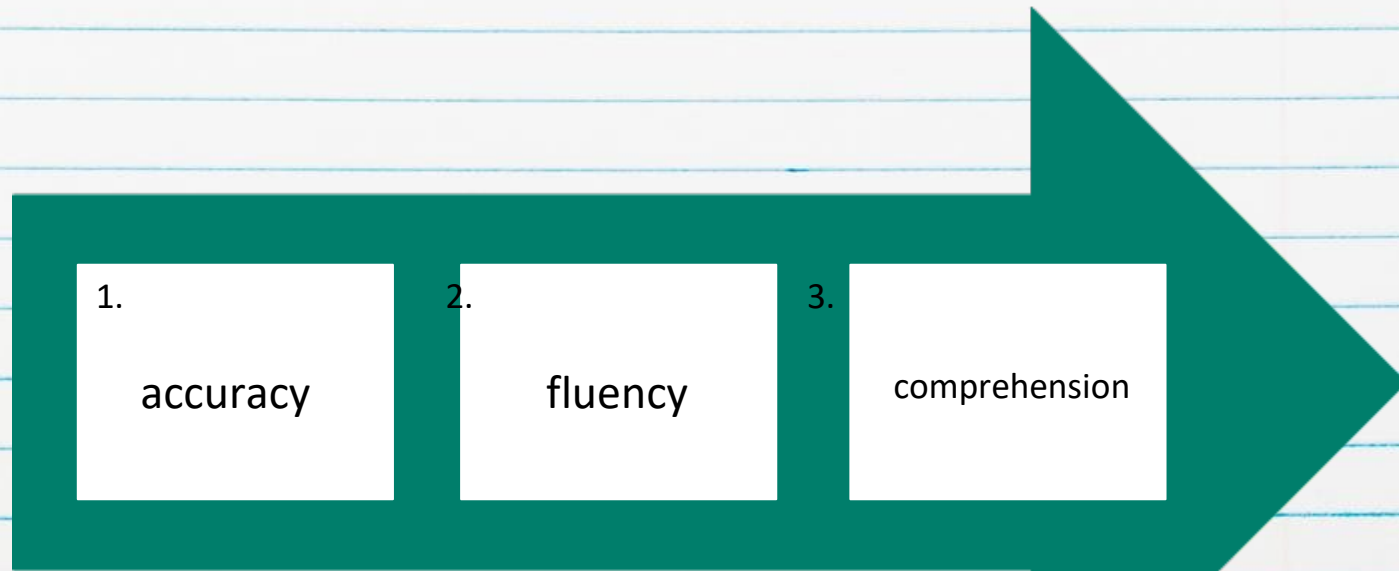 1.
accuracy
2.
fluency
3.
comprehension